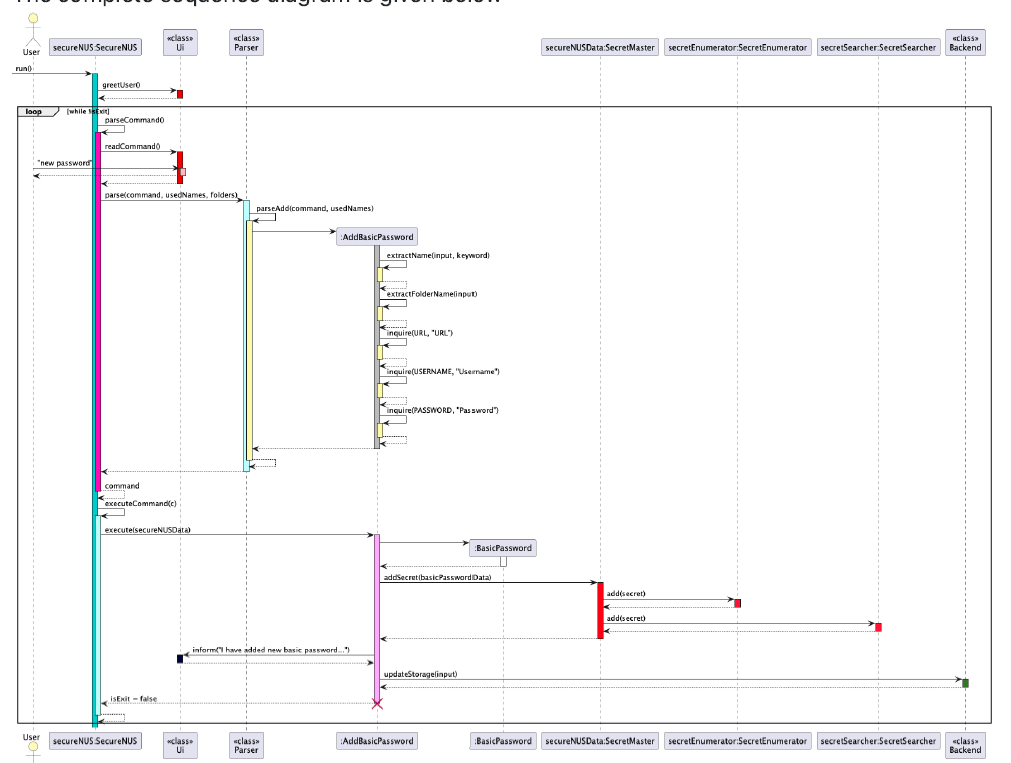 The complete sequence diagram is given below
User
secureNUS:SecureNUS
«class»
Ui
«class»
Parser
secureNUSData:SecretMaster
secretEnumerator:SecretEnumerator
secretSearcher:SecretSearcher
«class»
Backend
run()
greetUser()
loop
[while !isExit]
parseCommand()
readCommand()
"new password"
parse(command, usedNames, folders)
parseAdd(command, usedNames)
:AddBasicPassword
extractName(input, keyword)
extractFolderName(input)
inquire(URL, "URL")
inquire(USERNAME, "Username")
inquire(PASSWORD, "Password")
command
executeCommand(c)
execute(secureNUSData)
:BasicPassword
addSecret(basicPasswordData)
add(secret)
add(secret)
inform("I have added new basic password...")
updateStorage(input)
isExit = false
User
secureNUS:SecureNUS
«class»
Ui
«class»
Parser
:AddBasicPassword
:BasicPassword
secureNUSData:SecretMaster
secretEnumerator:SecretEnumerator
secretSearcher:SecretSearcher
«class»
Backend